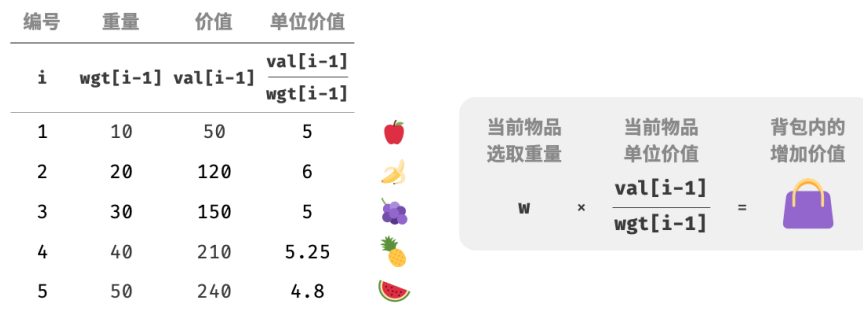 编号 重量 价值 单位价值
i wgt[i-1] val[i-1] val[i-1]
wgt[i-1]
1 10 50 5
2 20 120 6
3 30 150 5
4 40 210 5.25
5 50 240 4.8
当前物品 当前物品 背包内的
选取重量 单位价值 增加价值
w × val[i-1] =
wgt[i-1]